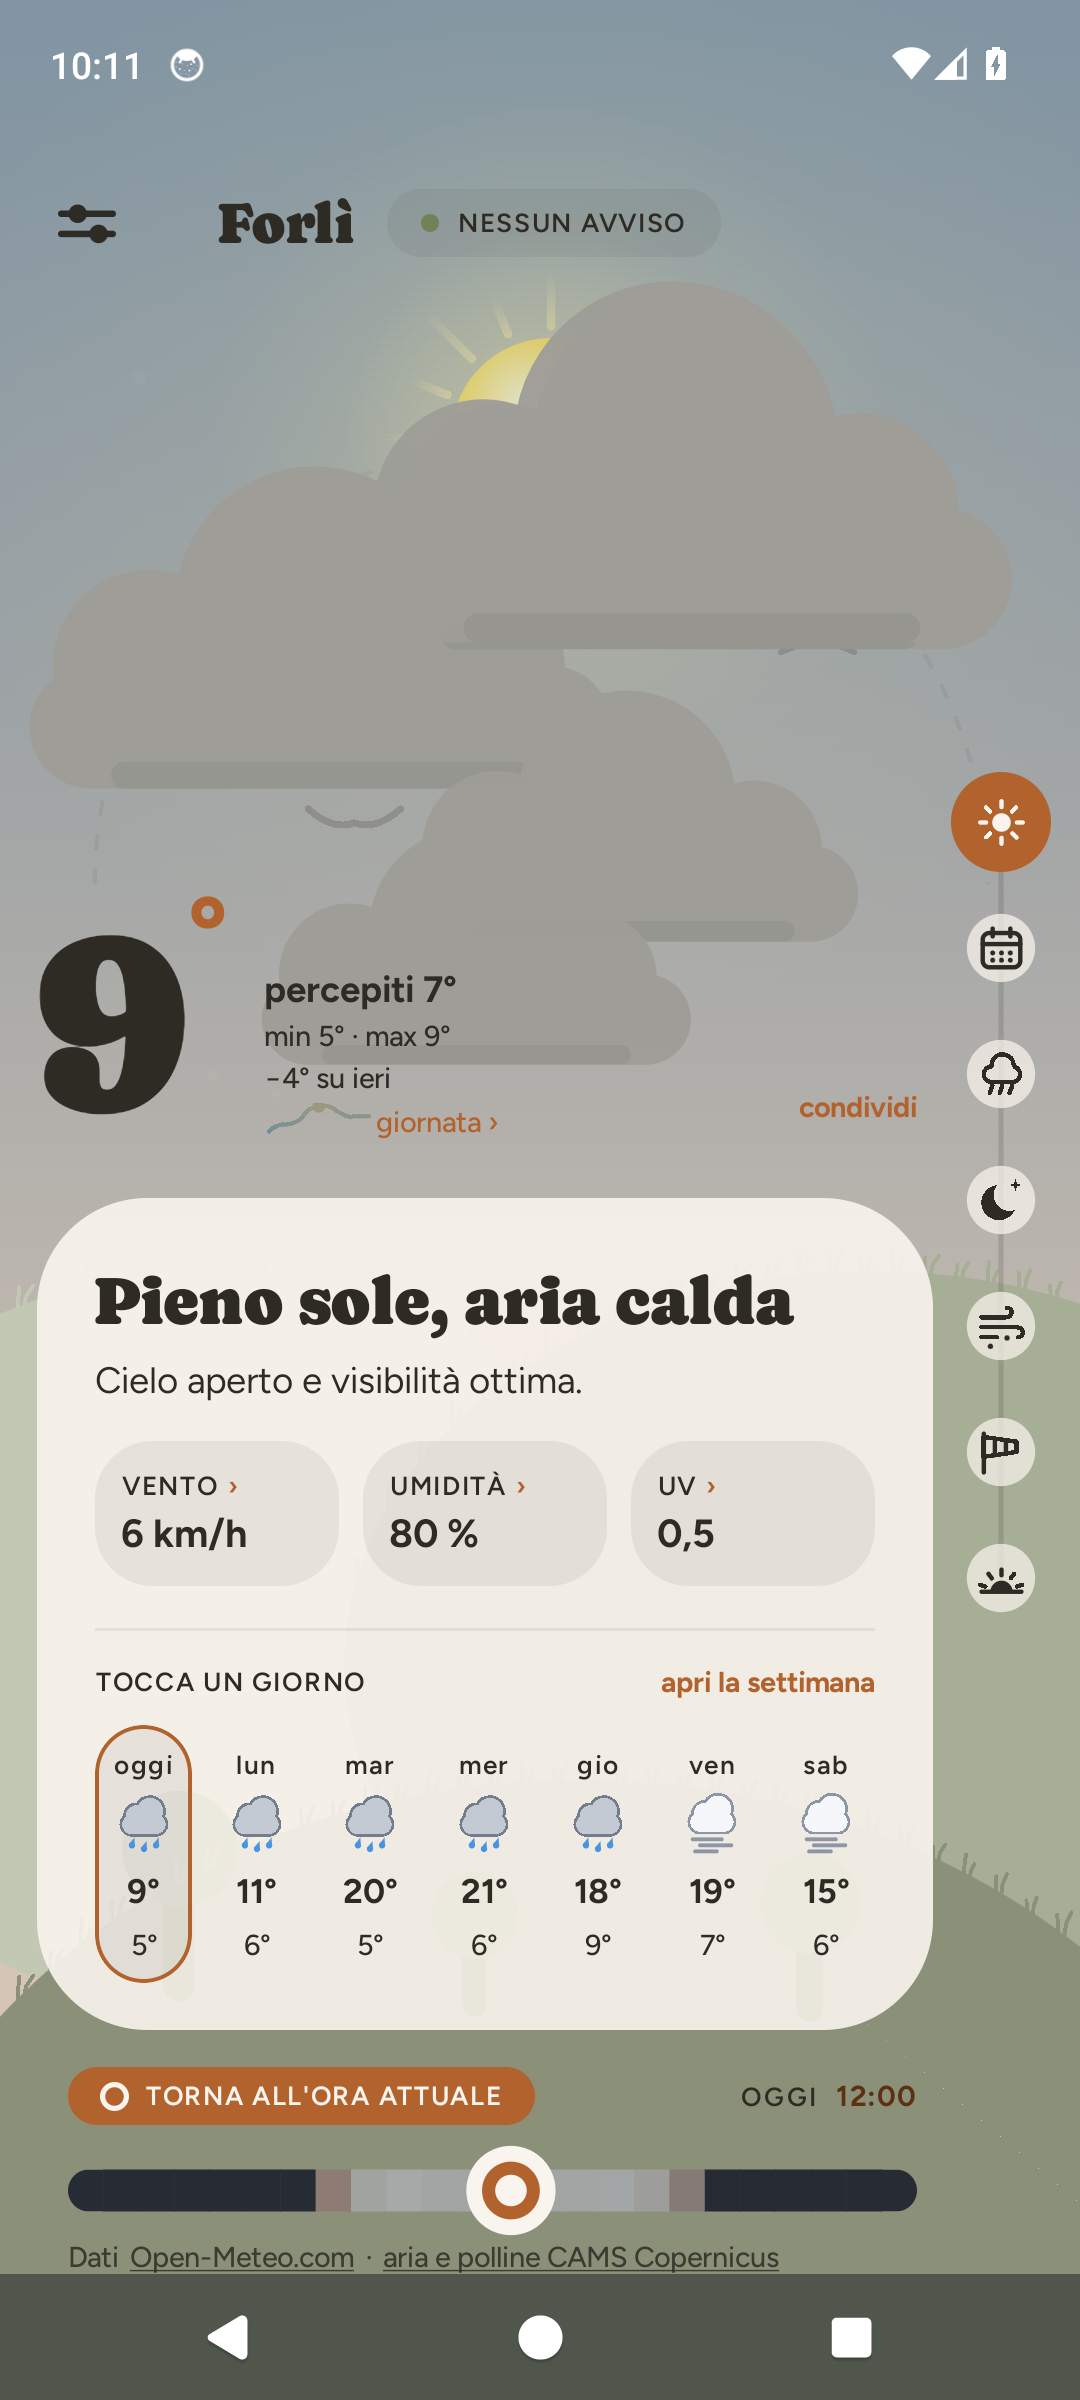 10:11
Forlì
NESSUN AVVISO
9°
percepiti 7°
min 5° · max 9°
−4° su ieri
giornata ›
condividi
Pieno sole, aria calda
Cielo aperto e visibilità ottima.
VENTO › UMIDITÀ › UV ›
6 km/h 80 % 0,5
TOCCA UN GIORNO apri la settimana
oggi lun mar mer gio ven sab
9° 11° 20° 21° 18° 19° 15°
5° 6° 5° 6° 9° 7° 6°
TORNA ALL'ORA ATTUALE OGGI 12:00
Dati Open-Meteo.com · aria e polline CAMS Copernicus